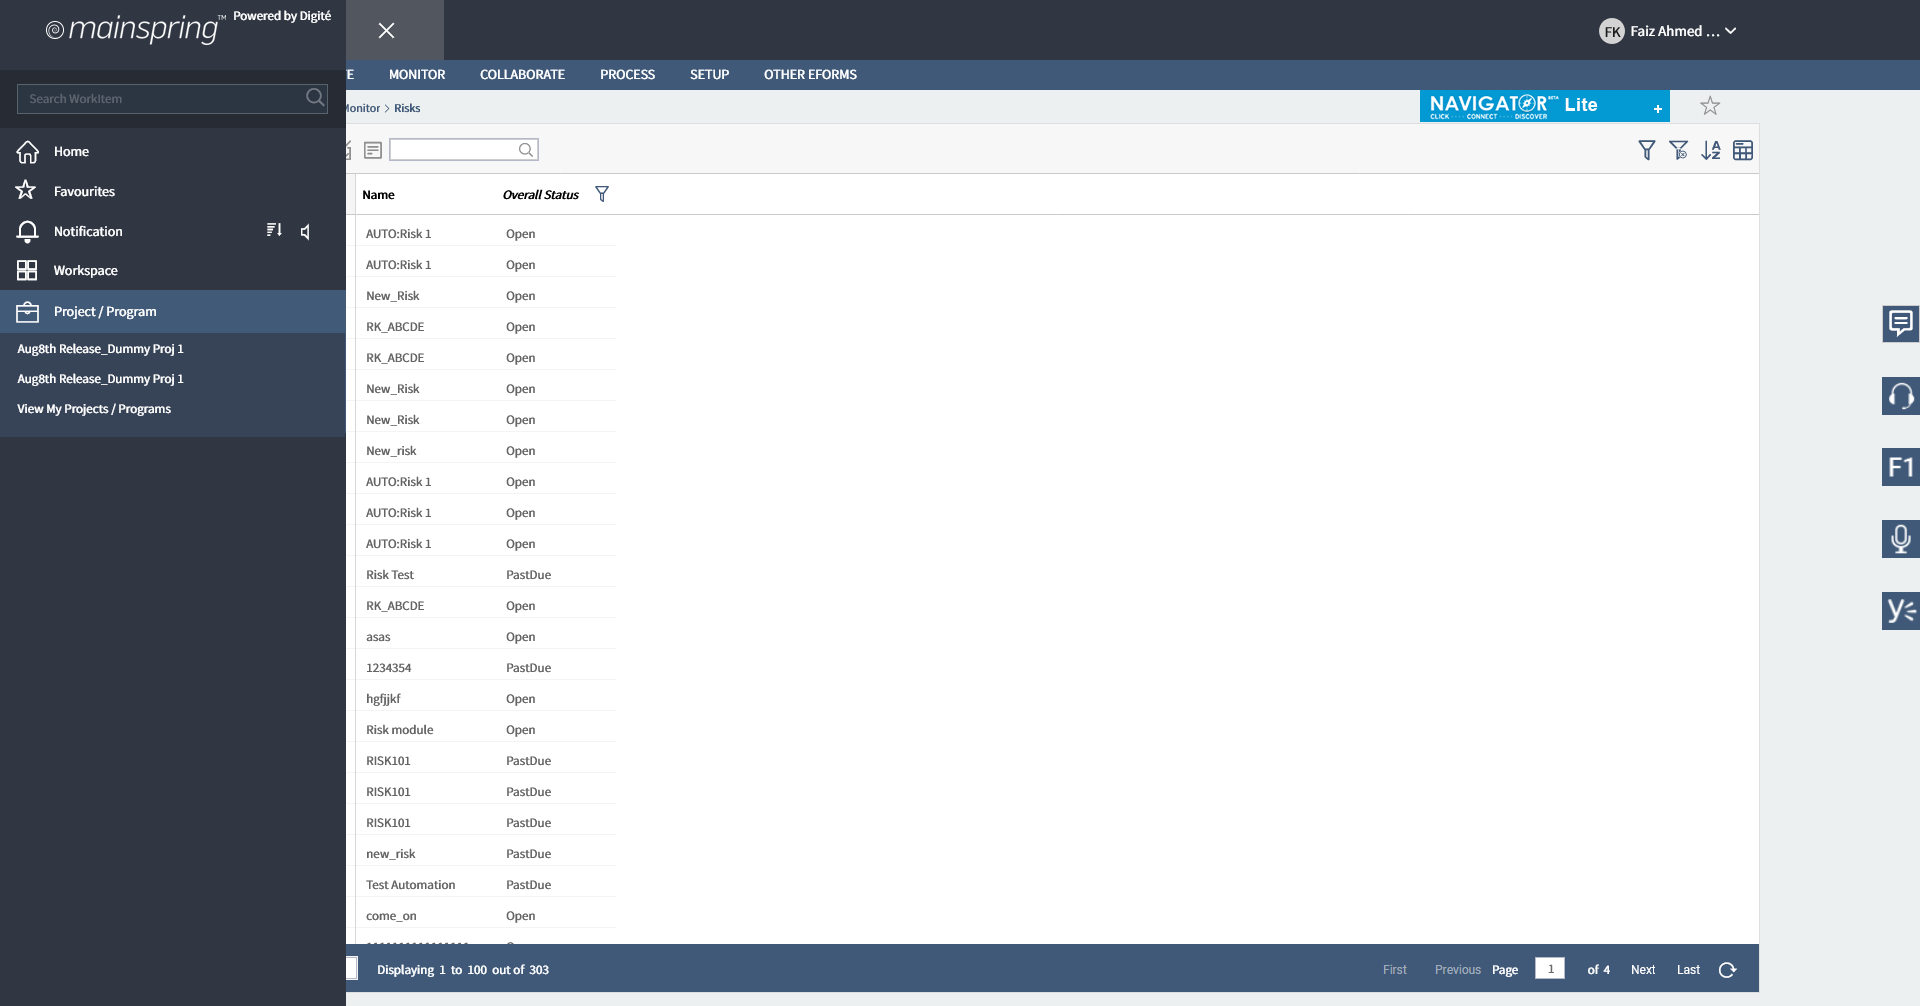 mainspring™ Powered by Digité
FK Faiz Ahmed ...
MONITOR COLLABORATE PROCESS SETUP OTHER EFORMS
Search WorkItem
Monitor > Risks
NAVIGATOR BETA Lite +
CLICK ···· CONNECT ···· DISCOVER
Home
Favourites
Notification
Workspace
Project / Program
Aug8th Release_Dummy Proj 1
Aug8th Release_Dummy Proj 1
View My Projects / Programs
Name Overall Status
AUTO:Risk 1 Open
AUTO:Risk 1 Open
New_Risk Open
RK_ABCDE Open
RK_ABCDE Open
New_Risk Open
New_Risk Open
New_risk Open
AUTO:Risk 1 Open
AUTO:Risk 1 Open
AUTO:Risk 1 Open
Risk Test PastDue
RK_ABCDE Open
asas Open
1234354 PastDue
hgfjjkf Open
Risk module Open
RISK101 PastDue
RISK101 PastDue
RISK101 PastDue
new_risk PastDue
Test Automation PastDue
come_on Open
F1
Displaying 1 to 100 out of 303
First Previous Page 1 of 4 Next Last